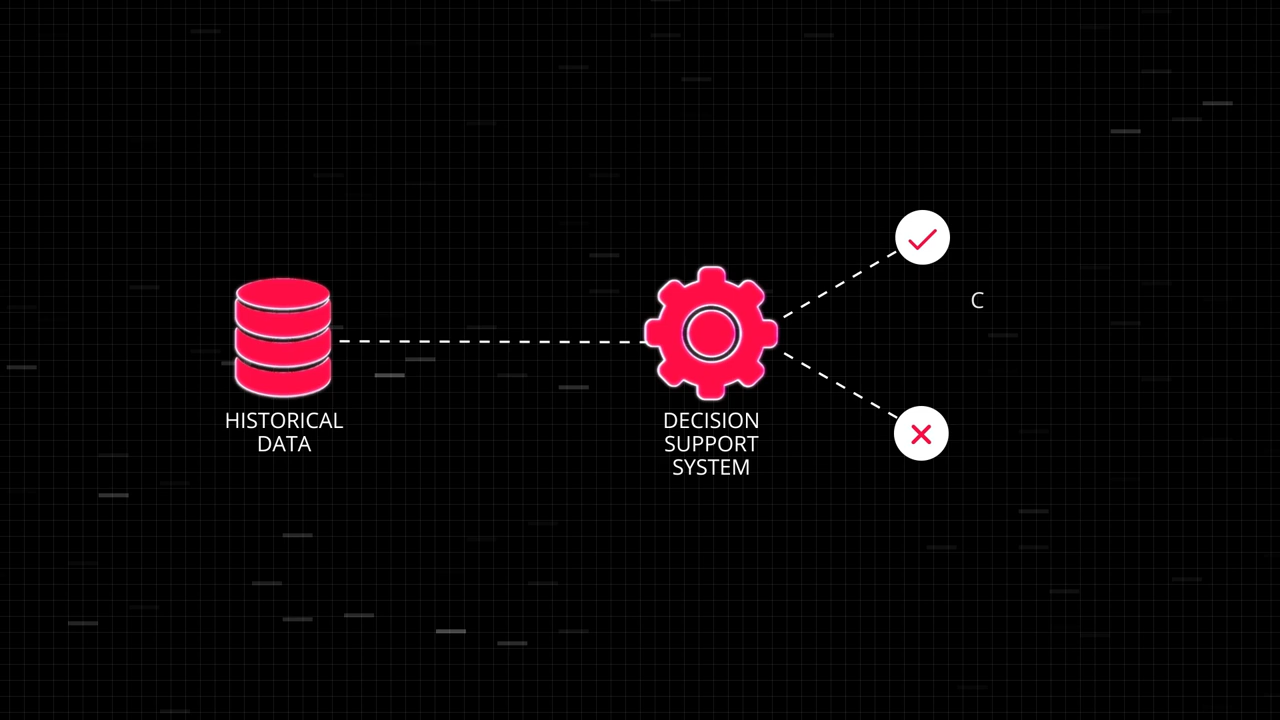 HISTORICAL
DATA
DECISION
SUPPORT
SYSTEM
C